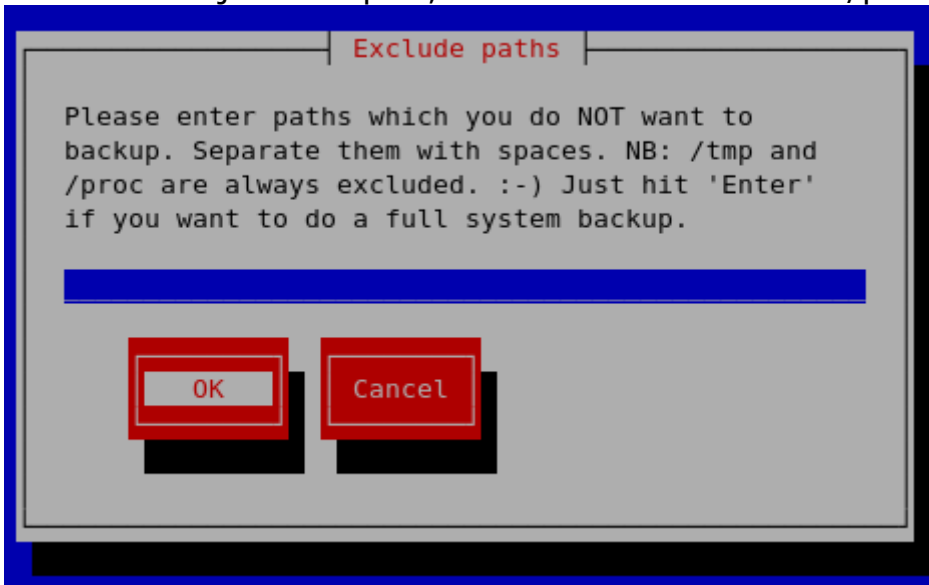 Exclude paths
Please enter paths which you do NOT want to
backup. Separate them with spaces. NB: /tmp and
/proc are always excluded. :-) Just hit 'Enter'
if you want to do a full system backup.
OK Cancel